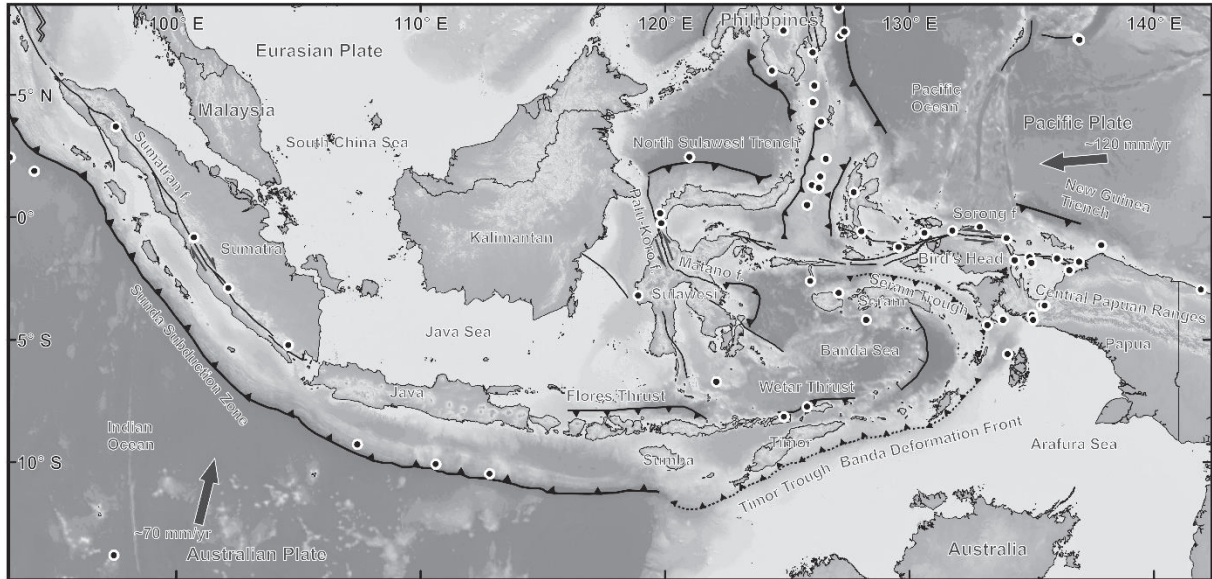 100° E
110° E
120° E
130° E
140° E
Philippines
Eurasian Plate
5° N
Malaysia
Pacific
Ocean
Pacific Plate
South China Sea
North Sulawesi Trench
~120 mm/yr
Sumatran f
New Guinea
Trench
0°
Palu-Koro f
Sorong f
Sumatra
Kalimantan
Bird's Head
Matano f
Seram Trough
Sulawesi
Seram
Central Papuan Ranges
Sunda Subduction Zone
5° S
Java Sea
Banda Sea
Papua
Java
Flores Thrust
Wetar Thrust
Indian
Ocean
Timor
Arafura Sea
10° S
Sumba
Timor Trough
Banda Deformation Front
~70 mm/yr
Australian Plate
Australia